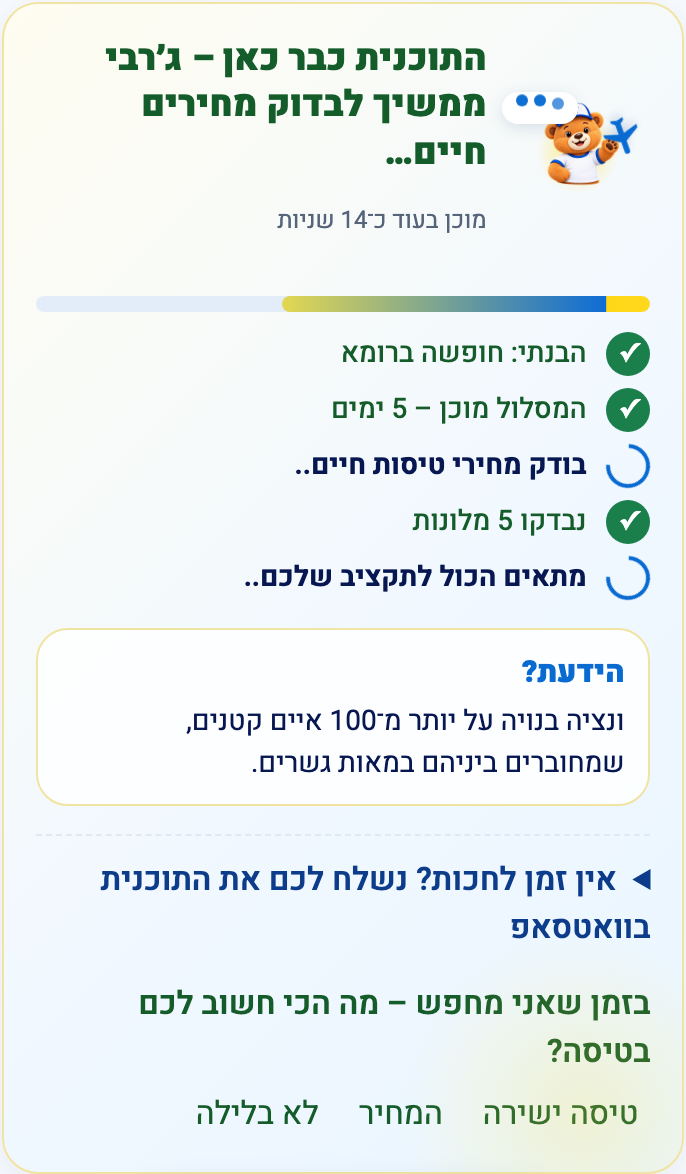 התוכנית כבר כאן – ג׳רבי
ממשיך לבדוק מחירים
חיים...
מוכן בעוד כ־14 שניות
הבנתי: חופשה ברומא
המסלול מוכן – 5 ימים
בודק מחירי טיסות חיים..
נבדקו 5 מלונות
מתאים הכול לתקציב שלכם..
הידעת?
ונציה בנויה על יותר מ־100 איים קטנים,
שמחוברים ביניהם במאות גשרים.
אין זמן לחכות? נשלח לכם את התוכנית
בוואטסאפ
בזמן שאני מחפש – מה הכי חשוב לכם
בטיסה?
טיסה ישירה המחיר לא בלילה